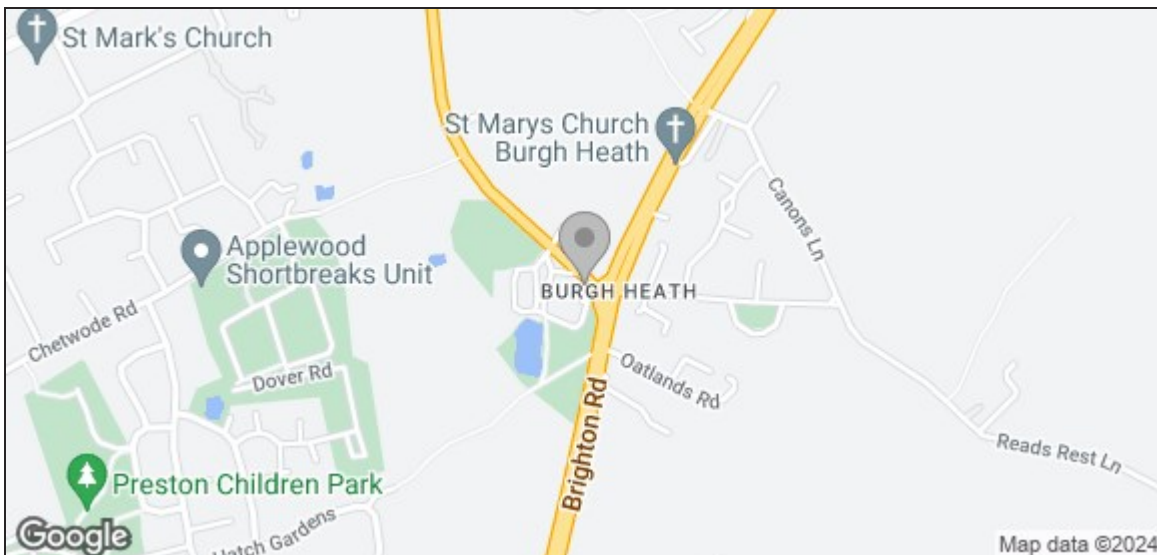 St Mark's Church
St Marys Church
Burgh Heath
Canons Ln
Applewood
Shortbreaks Unit
BURGH HEATH
Chetwode Rd
Dover Rd
Oatlands Rd
Brighton Rd
Reads Rest Ln
Preston Children Park
Gardens
Google
Map data ©2024